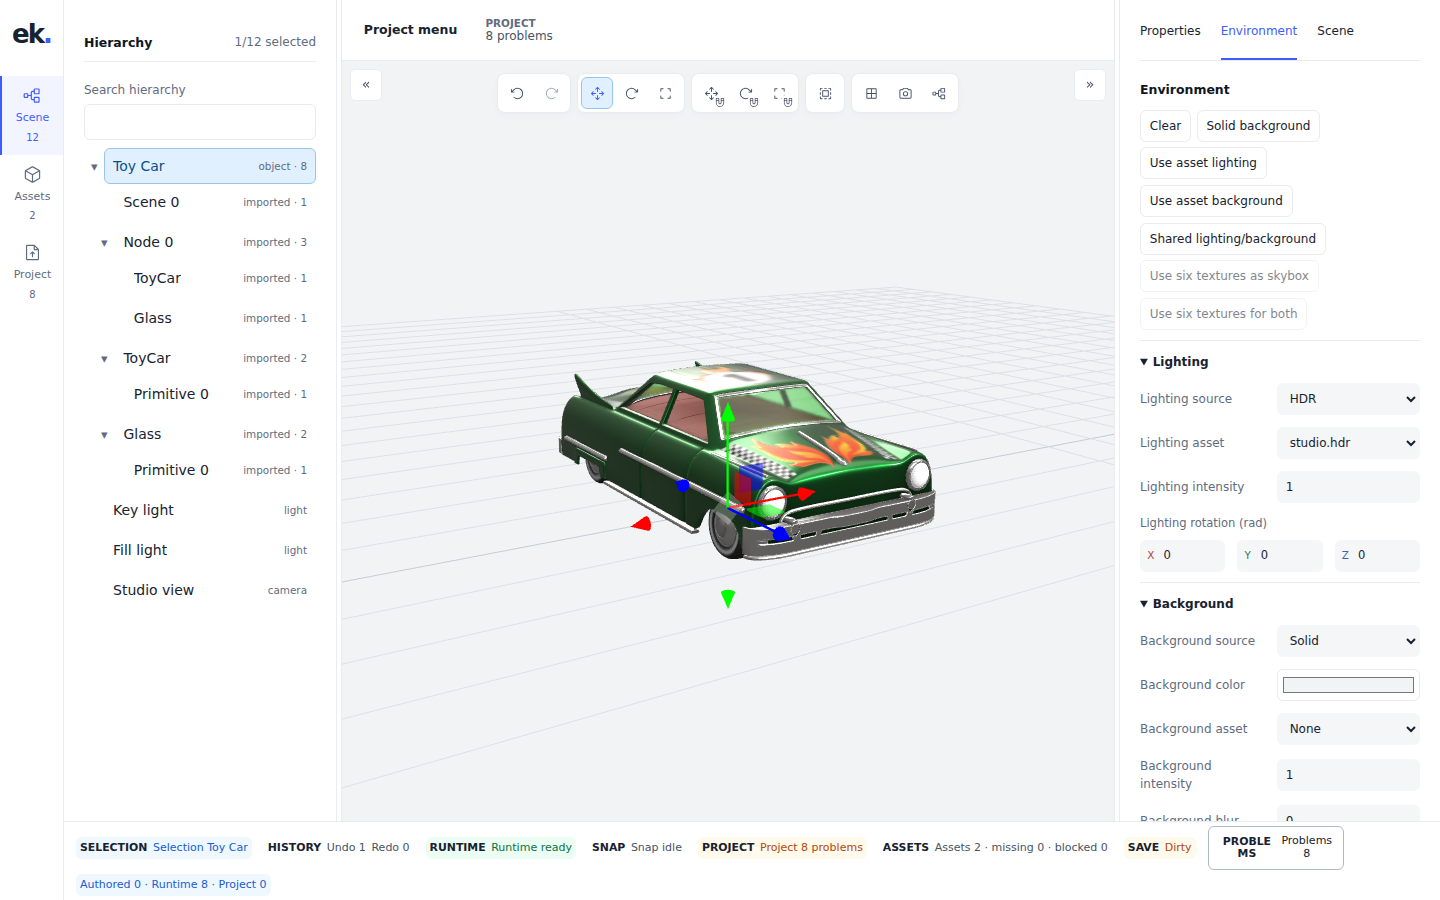 ek.
Scene
12
Assets
2
Project
8
Hierarchy 1/12 selected
Search hierarchy
Toy Car object · 8
Scene 0 imported · 1
Node 0 imported · 3
ToyCar imported · 1
Glass imported · 1
ToyCar imported · 2
Primitive 0 imported · 1
Glass imported · 2
Primitive 0 imported · 1
Key light light
Fill light light
Studio view camera
Project menu
PROJECT
8 problems
«
»
Properties Environment Scene
Environment
Clear Solid background
Use asset lighting
Use asset background
Shared lighting/background
Use six textures as skybox
Use six textures for both
Lighting
Lighting source HDR
Lighting asset studio.hdr
Lighting intensity 1
Lighting rotation (rad)
X 0 Y 0 Z 0
Background
Background source Solid
Background color
Background asset None
Background
intensity 1
Background blur 0
SELECTION Selection Toy Car HISTORY Undo 1 Redo 0 RUNTIME Runtime ready SNAP Snap idle PROJECT Project 8 problems ASSETS Assets 2 · missing 0 · blocked 0 SAVE Dirty
PROBLE
MS
Problems
8
Authored 0 · Runtime 8 · Project 0